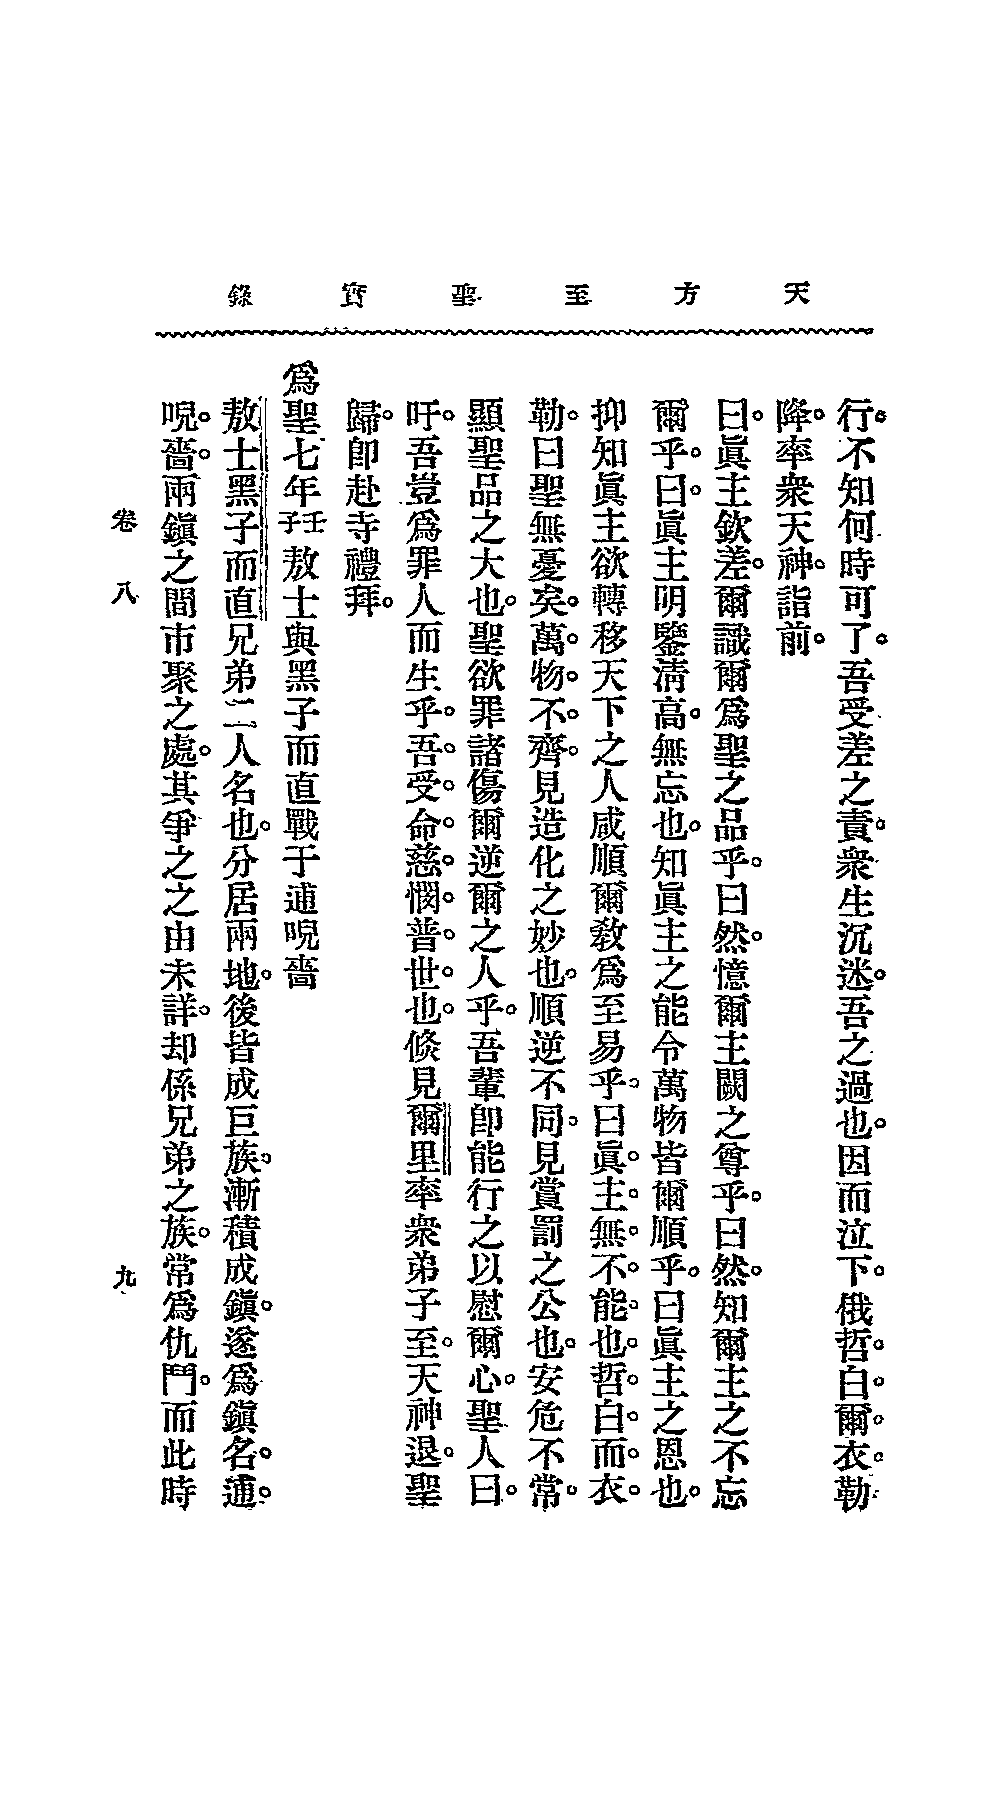 天方至聖實錄
行。不知何時可了。吾受差之責。衆生沉迷。吾之過也。因而泣下。俄哲。白。爾。衣。勒
降。率衆天神。詣前。
曰。眞主欽差。爾識爾爲聖之品乎。曰然。憶爾主闕之尊乎。曰然。知爾主之不忘
爾乎。曰。眞主明鑒淸高。無忘也。知眞主之能令萬物皆爾順乎。曰眞主之恩也。
抑知眞主欲轉移天下之人咸順爾敎爲至易乎。曰眞。主。無。不。能。也。哲。白。而。衣。
勒。曰聖無憂矣。萬。物。不。齊。見造化之妙也。順逆不同。見賞罰之公也。安危不常。
顯聖品之大也。聖欲罪諸傷爾逆爾之人乎。吾輩卽能行之以慰爾心。聖人曰。
吁。吾豈爲罪人而生乎。吾。受。命。慈。憫。普。世。也。倏見爾里率衆弟子至。天神退。聖
歸。卽赴寺禮拜。
爲聖七年壬子敖士與黑子而直戰于逋唲嗇
敖士黑子而直兄弟二人名也。分居兩地。後皆成巨族。漸積成鎭。遂爲鎭名。逋。
唲。嗇。兩鎭之間市聚之處。其爭之之由未詳。却係兄弟之族。常爲仇鬥。而此時
卷八
九